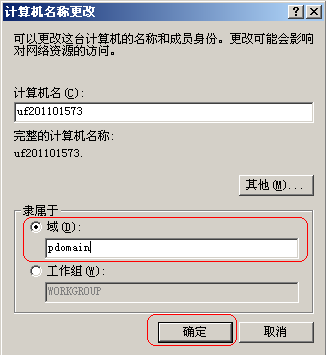 计算机名称更改
可以更改这台计算机的名称和成员身份。更改可能会影响
对网络资源的访问。
计算机名(C):
uf201101573
完整的计算机名称:
uf201101573.
其他(M)...
隶属于
域(D):
pdomain
工作组(W):
WORKGROUP
确定
取消